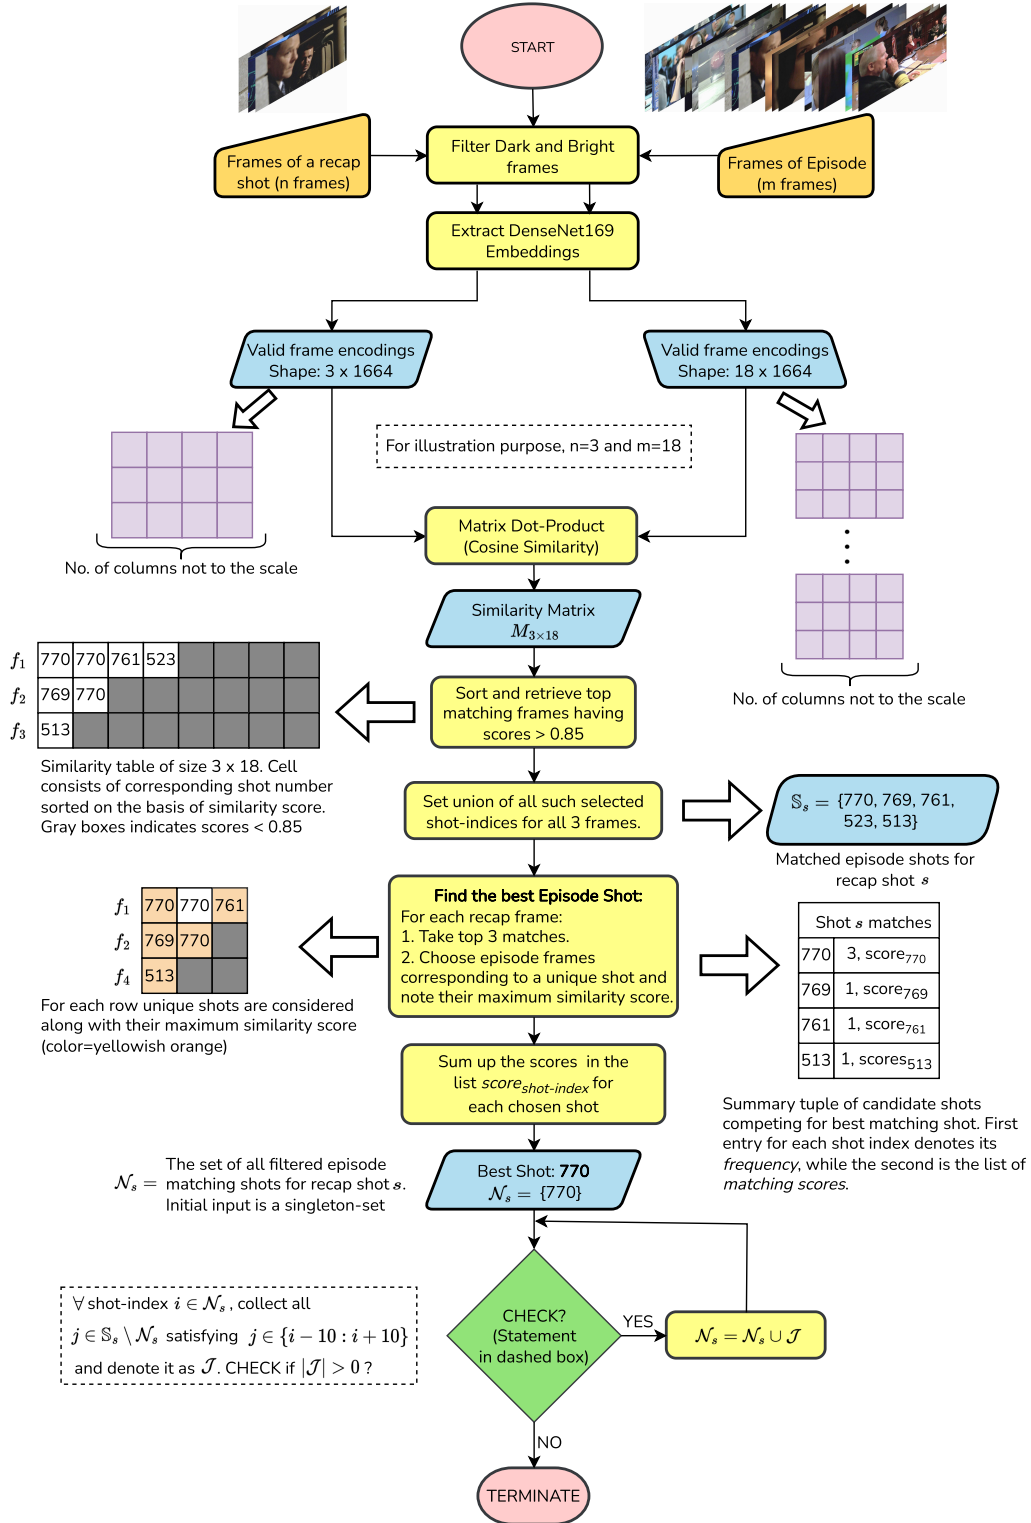 START
Frames of a recap
shot (n frames)
Filter Dark and Bright
frames
Frames of Episode
(m frames)
Extract DenseNet169
Embeddings
Valid frame encodings
Shape: 3 x 1664
Valid frame encodings
Shape: 18 x 1664
For illustration purpose, n=3 and m=18
No. of columns not to the scale
Matrix Dot-Product
(Cosine Similarity)
No. of columns not to the scale
Similarity Matrix
M₃×₁₈
f₁ 770 770 761 523
f₂ 769 770
f₃ 513
Sort and retrieve top
matching frames having
scores > 0.85
Similarity table of size 3 x 18. Cell
consists of corresponding shot number
sorted on the basis of similarity score.
Gray boxes indicates scores < 0.85
Set union of all such selected
shot-indices for all 3 frames.
𝕊ₛ = {770, 769, 761,
523, 513}
Matched episode shots for
recap shot s
f₁ 770 770 761
f₂ 769 770
f₄ 513
For each row unique shots are considered
along with their maximum similarity score
(color=yellowish orange)
Find the best Episode Shot:
For each recap frame:
1. Take top 3 matches.
2. Choose episode frames
corresponding to a unique shot and
note their maximum similarity score.
Shot s matches
770 3, score₇₇₀
769 1, score₇₆₉
761 1, score₇₆₁
513 1, scores₅₁₃
Summary tuple of candidate shots
competing for best matching shot. First
entry for each shot index denotes its
frequency, while the second is the list of
matching scores.
Sum up the scores in the
list score_shot-index for
each chosen shot
𝒩ₛ = The set of all filtered episode
matching shots for recap shot s.
Initial input is a singleton-set
Best Shot: 770
𝒩ₛ = {770}
∀ shot-index i ∈ 𝒩ₛ, collect all
j ∈ 𝕊ₛ \ 𝒩ₛ satisfying j ∈ {i − 10 : i + 10}
and denote it as 𝒥. CHECK if |𝒥| > 0 ?
CHECK?
(Statement
in dashed box)
YES
𝒩ₛ = 𝒩ₛ ∪ 𝒥
NO
TERMINATE